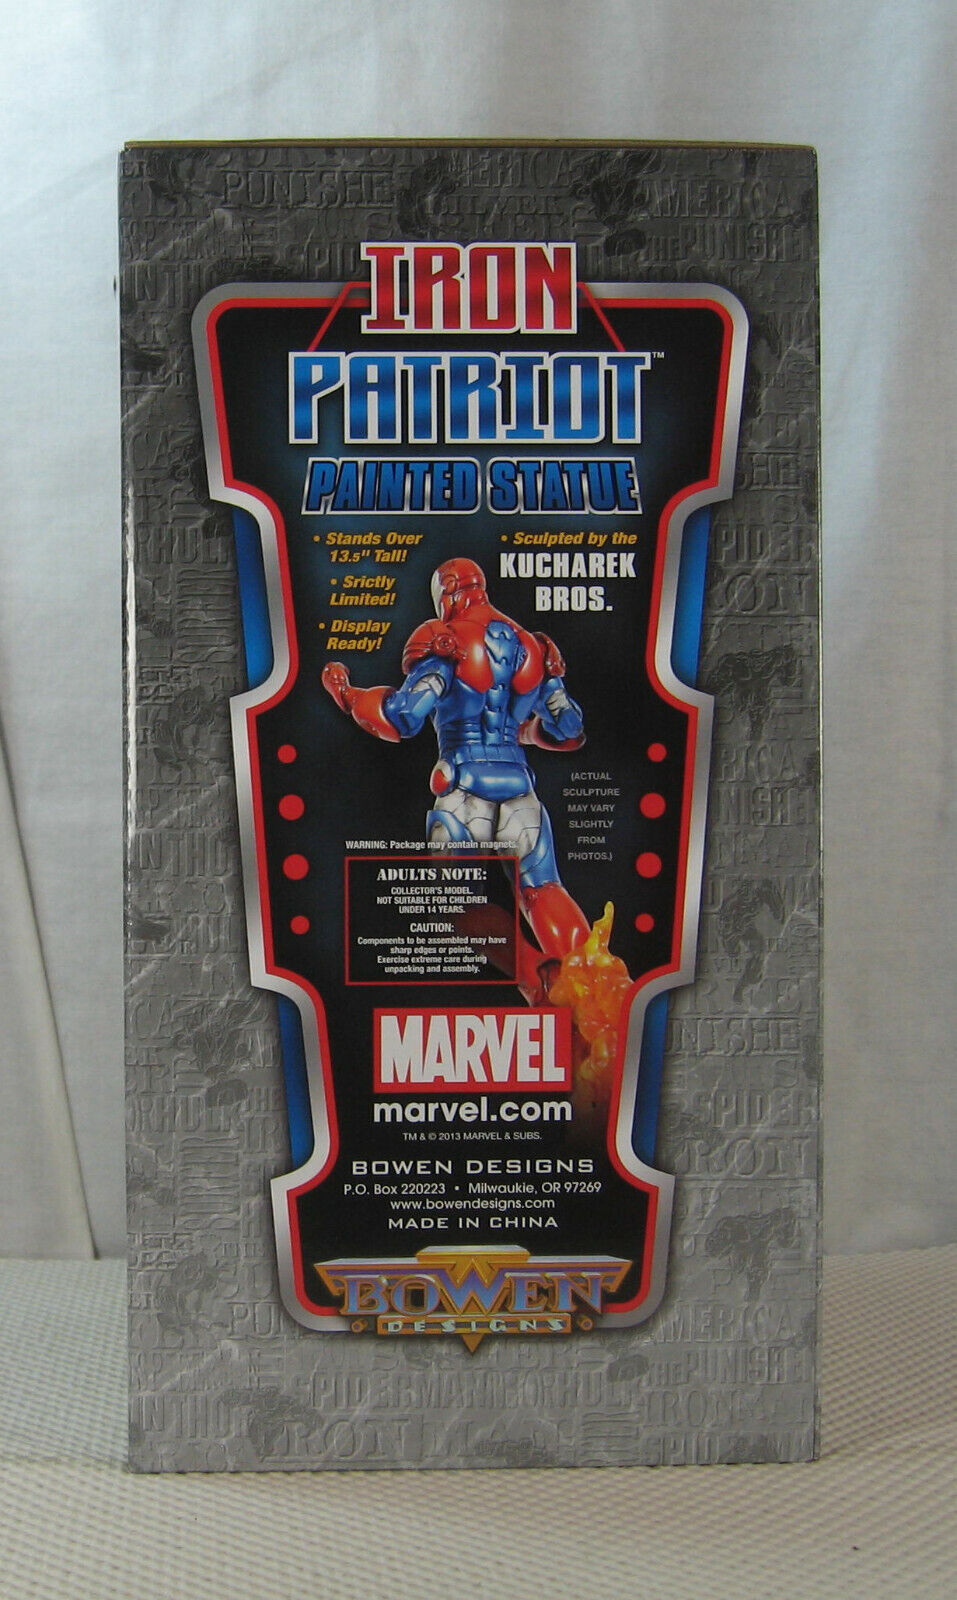 IRON
PATRIOT™
PAINTED STATUE
• Stands Over
13.5" Tall!
• Srictly
Limited!
• Display
Ready!
• Sculpted by the
KUCHAREK
BROS.
(ACTUAL
SCULPTURE
MAY VARY
SLIGHTLY
FROM
PHOTOS.)
WARNING: Package may contain magnets.
ADULTS NOTE:
COLLECTOR'S MODEL.
NOT SUITABLE FOR CHILDREN
UNDER 14 YEARS.
CAUTION:
Components to be assembled may have
sharp edges or points.
Exercise extreme care during
unpacking and assembly.
MARVEL
marvel.com
TM & © 2013 MARVEL & SUBS.
BOWEN DESIGNS
P.O. Box 220223 • Milwaukie, OR 97269
www.bowendesigns.com
MADE IN CHINA
BOWEN
DESIGNS